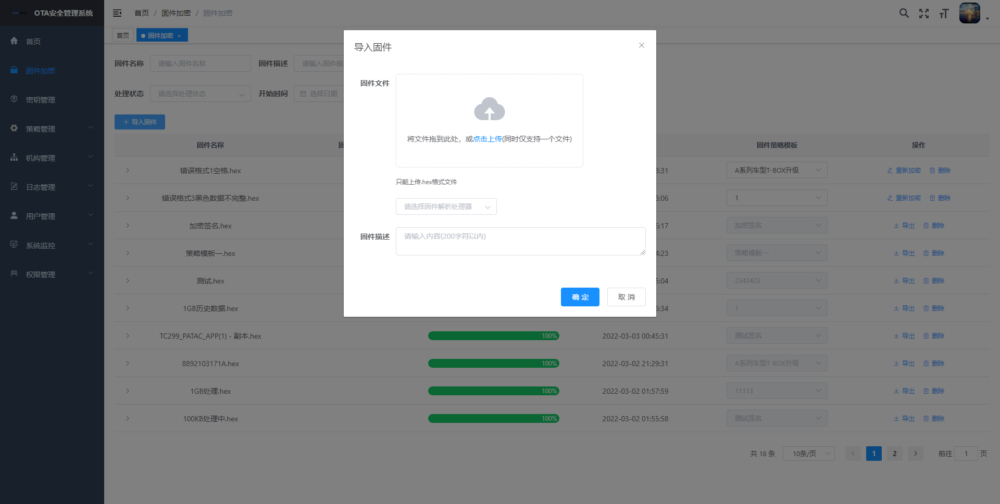 OTA安全管理系统
首页 / 固件加密 / 固件加密
首页
固件加密 ×
首页
固件加密
密钥管理
策略管理
机构管理
日志管理
用户管理
系统监控
权限管理
固件名称 请输入固件名称 固件描述 请输入固件描
处理状态 请选择处理状态 开始时间 选择日期
+ 导入固件
导入固件
固件文件
将文件拖到此处，或点击上传(同时仅支持一个文件)
只能上传.hex格式文件
请选择固件解析处理器
固件描述 请输入内容(200字符以内)
确 定 取 消
固件名称 固件策略模板 操作
错误格式1空格.hex 3:31 A系列车型T-BOX升级 重新加密 删除
错误格式3黑色数据不完整.hex 3:06 1 重新加密 删除
加密签名.hex 5:17 加密签名 导出 删除
策略模板一.hex 4:23 策略模板一 导出 删除
测试.hex 5:04 2342423 导出 删除
1GB历史数据.hex 5:34 1 导出 删除
TC299_PATAC_APP(1) - 副本.hex 100% 2022-03-03 00:45:31 测试签名 导出 删除
8892103171A.hex 100% 2022-03-02 21:29:31 A系列车型T-BOX升级 导出 删除
1GB处理.hex 100% 2022-03-02 01:57:59 11113 导出 删除
100KB处理中.hex 100% 2022-03-02 01:55:58 测试签名 导出 删除
共 18 条 10条/页 1 2 前往 1 页